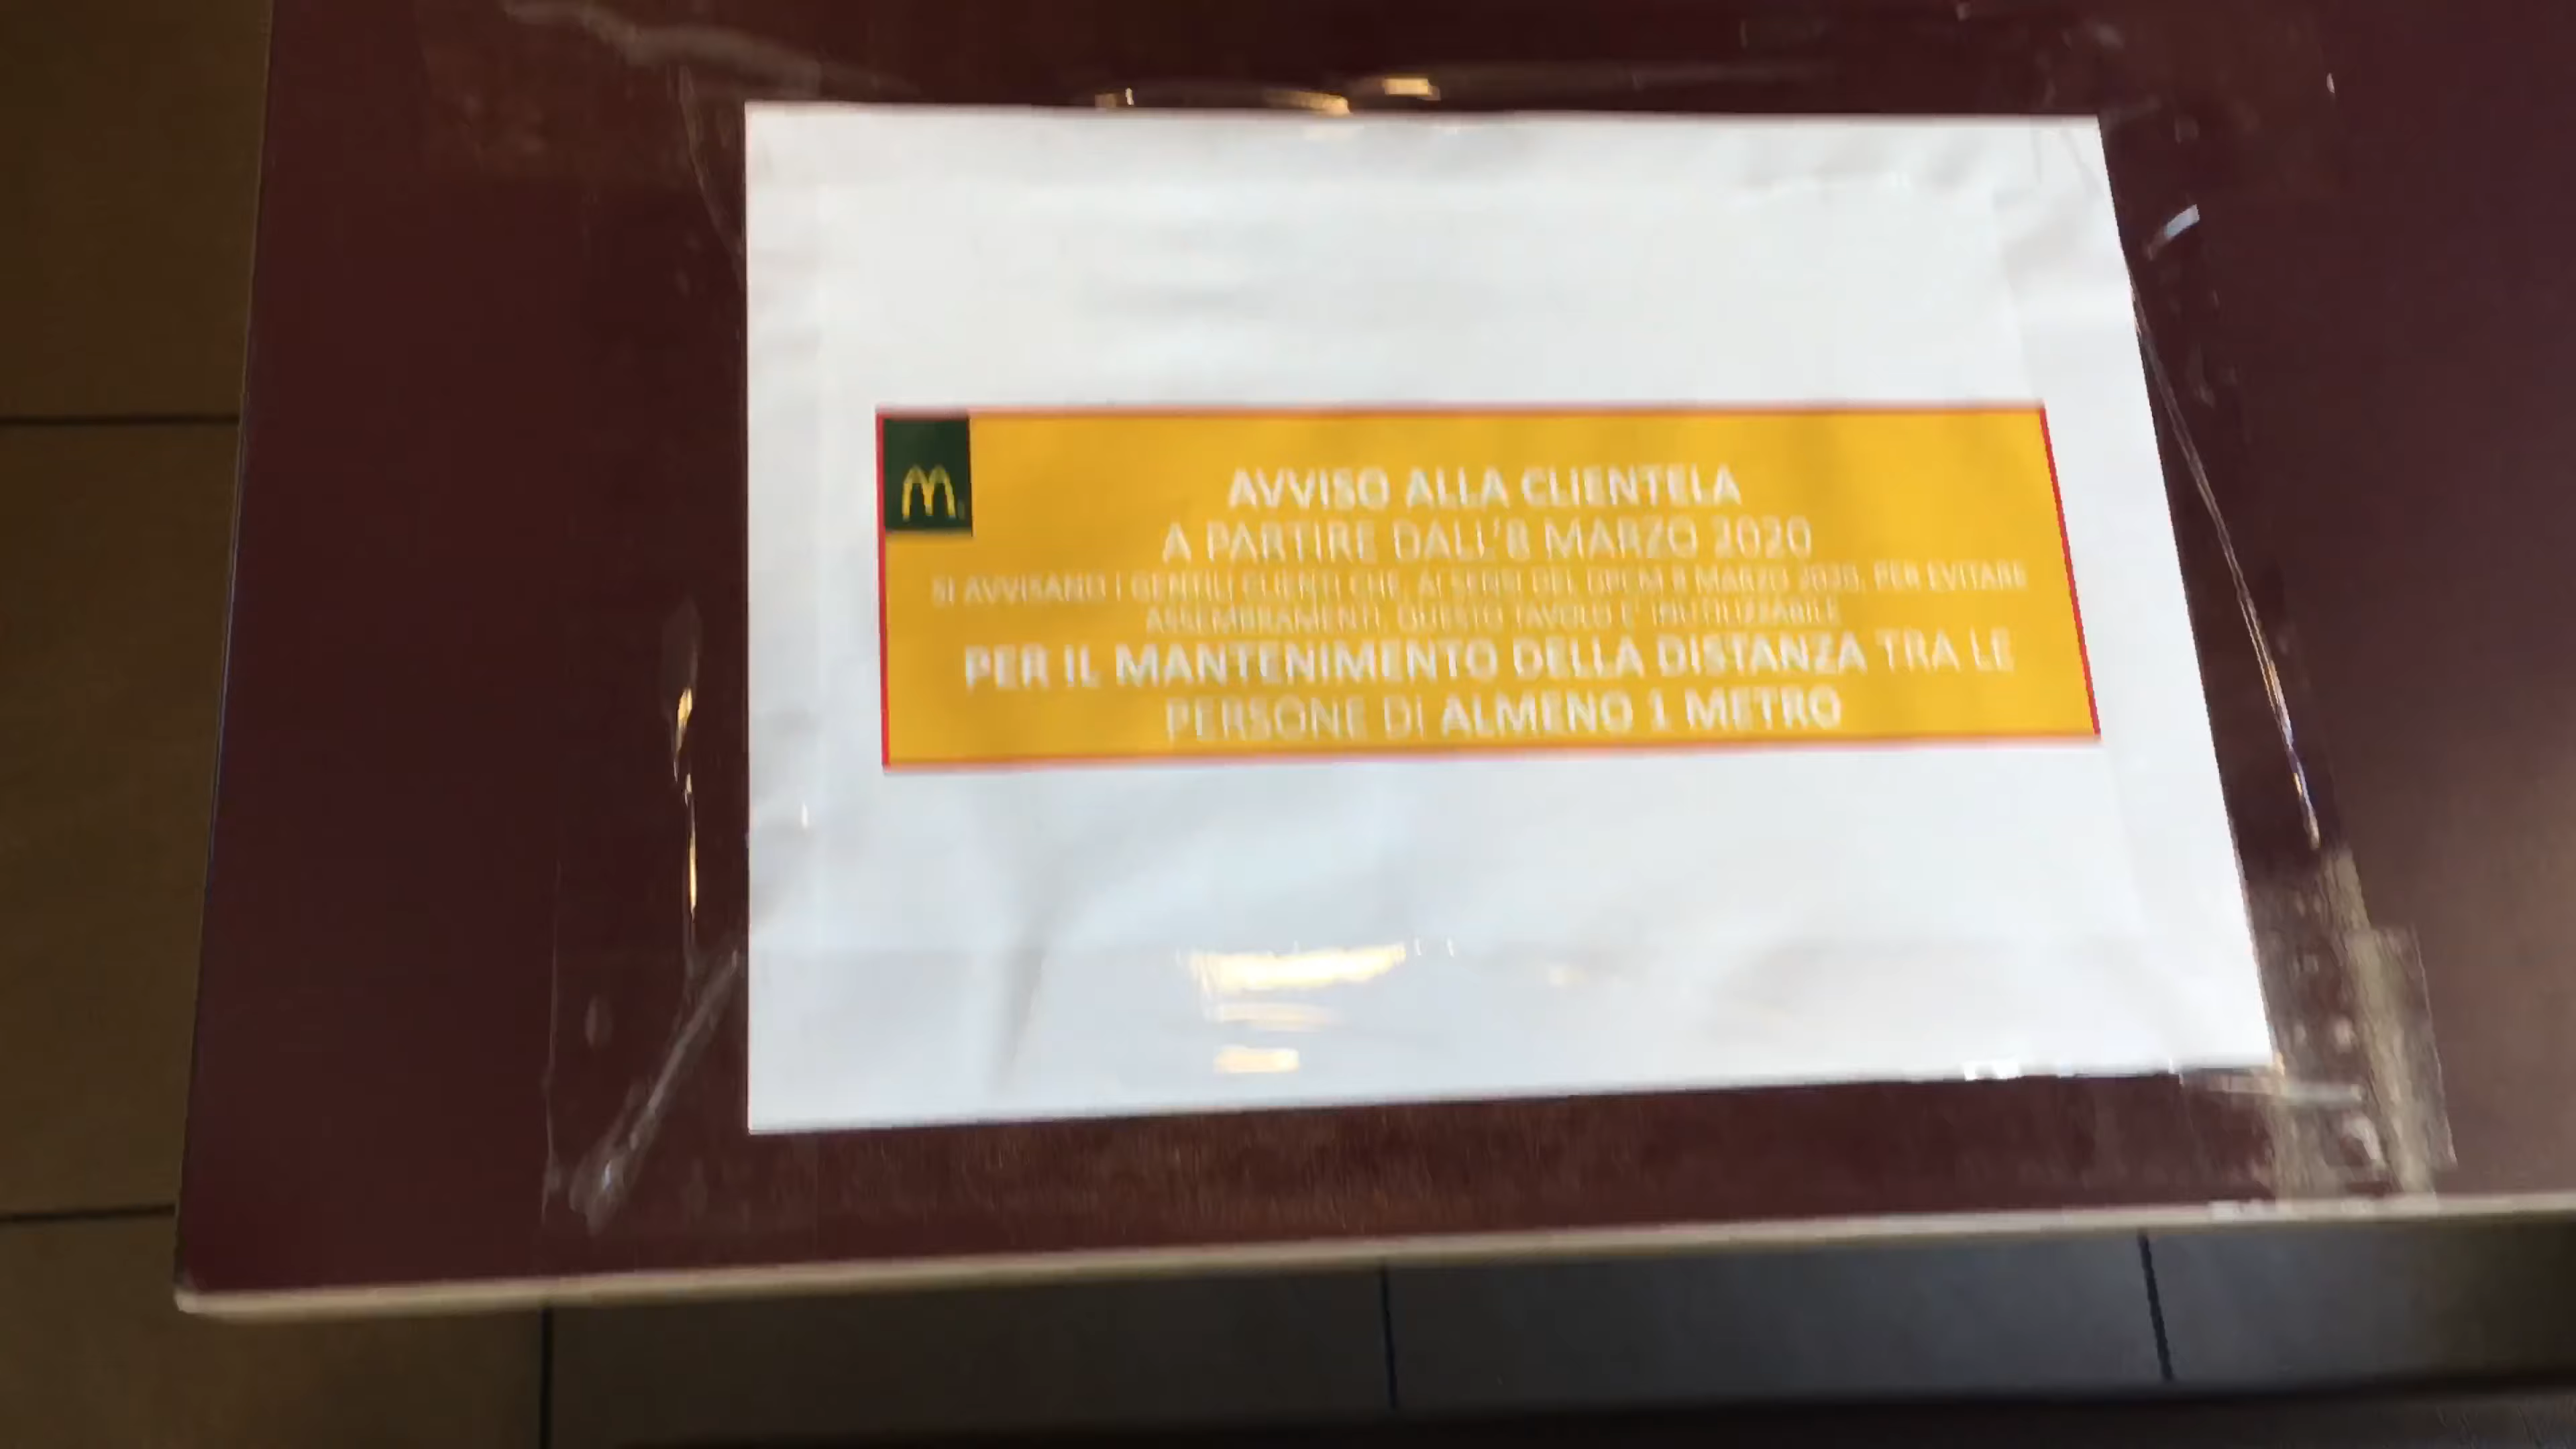 M
AVVISO ALLA CLIENTELA
A PARTIRE DALL'8 MARZO 2020
SI AVVISANO I GENTILI CLIENTI CHE, AI SENSI DEL DPCM 8 MARZO 2020, PER EVITARE
ASSEMBRAMENTI, QUESTO TAVOLO E' INUTILIZZABILE
PER IL MANTENIMENTO DELLA DISTANZA TRA LE
PERSONE DI ALMENO 1 METRO